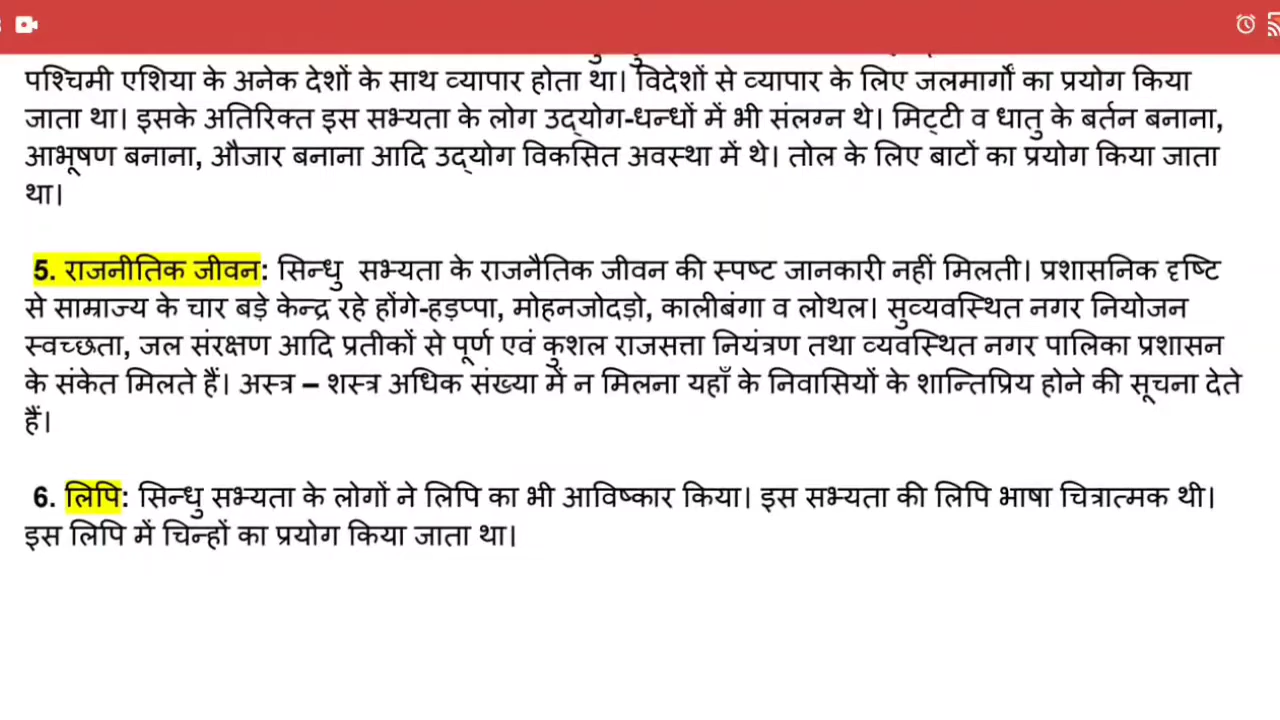 पश्चिमी एशिया के अनेक देशों के साथ व्यापार होता था। विदेशों से व्यापार के लिए जलमार्गों का प्रयोग किया
जाता था। इसके अतिरिक्त इस सभ्यता के लोग उद्योग-धन्धों में भी संलग्न थे। मिट्टी व धातु के बर्तन बनाना,
आभूषण बनाना, औजार बनाना आदि उद्योग विकसित अवस्था में थे। तोल के लिए बाटों का प्रयोग किया जाता
था।
5. राजनीतिक जीवन: सिन्धु सभ्यता के राजनैतिक जीवन की स्पष्ट जानकारी नहीं मिलती। प्रशासनिक दृष्टि
से साम्राज्य के चार बड़े केन्द्र रहे होंगे-हड़प्पा, मोहनजोदड़ो, कालीबंगा व लोथल। सुव्यवस्थित नगर नियोजन
स्वच्छता, जल संरक्षण आदि प्रतीकों से पूर्ण एवं कुशल राजसत्ता नियंत्रण तथा व्यवस्थित नगर पालिका प्रशासन
के संकेत मिलते हैं। अस्त्र – शस्त्र अधिक संख्या में न मिलना यहाँ के निवासियों के शान्तिप्रिय होने की सूचना देते
हैं।
6. लिपि: सिन्धु सभ्यता के लोगों ने लिपि का भी आविष्कार किया। इस सभ्यता की लिपि भाषा चित्रात्मक थी।
इस लिपि में चिन्हों का प्रयोग किया जाता था।